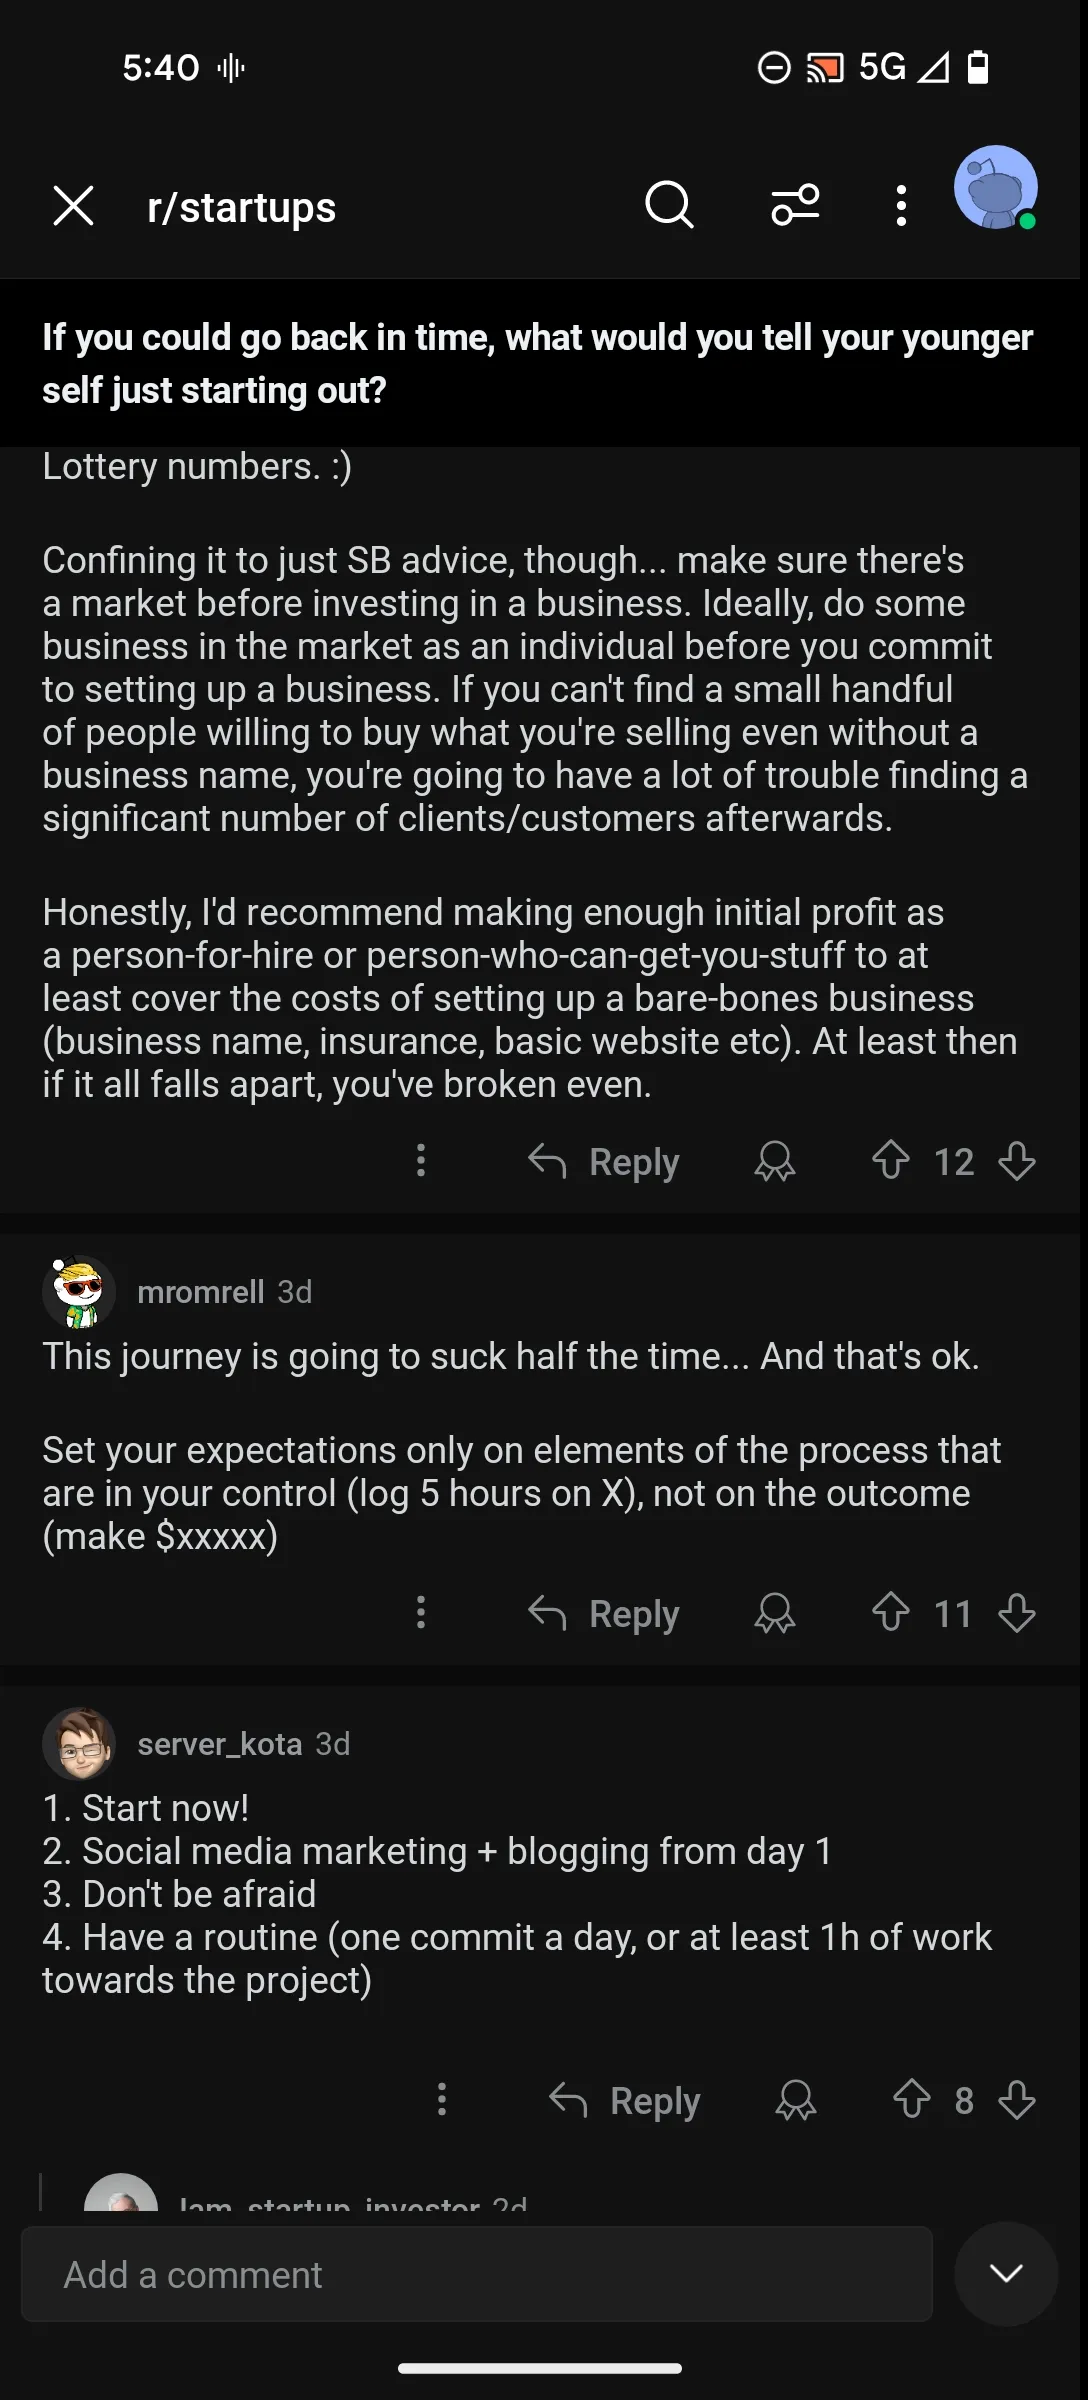 5:40
5G
r/startups
If you could go back in time, what would you tell your younger
self just starting out?
Lottery numbers. :)
Confining it to just SB advice, though... make sure there's
a market before investing in a business. Ideally, do some
business in the market as an individual before you commit
to setting up a business. If you can't find a small handful
of people willing to buy what you're selling even without a
business name, you're going to have a lot of trouble finding a
significant number of clients/customers afterwards.
Honestly, I'd recommend making enough initial profit as
a person-for-hire or person-who-can-get-you-stuff to at
least cover the costs of setting up a bare-bones business
(business name, insurance, basic website etc). At least then
if it all falls apart, you've broken even.
Reply 12
mromrell 3d
This journey is going to suck half the time... And that's ok.
Set your expectations only on elements of the process that
are in your control (log 5 hours on X), not on the outcome
(make $xxxxx)
Reply 11
server_kota 3d
1. Start now!
2. Social media marketing + blogging from day 1
3. Don't be afraid
4. Have a routine (one commit a day, or at least 1h of work
towards the project)
Reply 8
Iam_startup_investor 2d
Add a comment